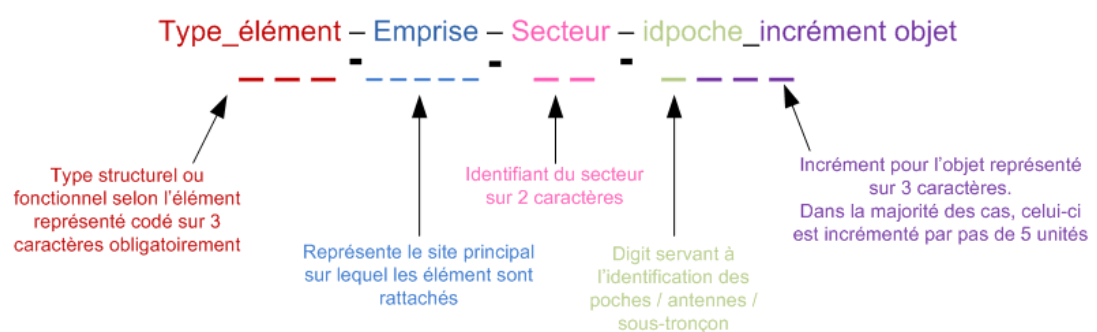 Type_élément – Emprise – Secteur – idpoche_incrément objet
Type structurel ou
fonctionnel selon l'élément
représenté codé sur 3
caractères obligatoirement
Représente le site principal
sur lequel les élément sont
rattachés
Identifiant du secteur
sur 2 caractères
Digit servant à
l'identification des
poches / antennes /
sous-tronçon
Incrément pour l'objet représenté
sur 3 caractères.
Dans la majorité des cas, celui-ci
est incrémenté par pas de 5 unités